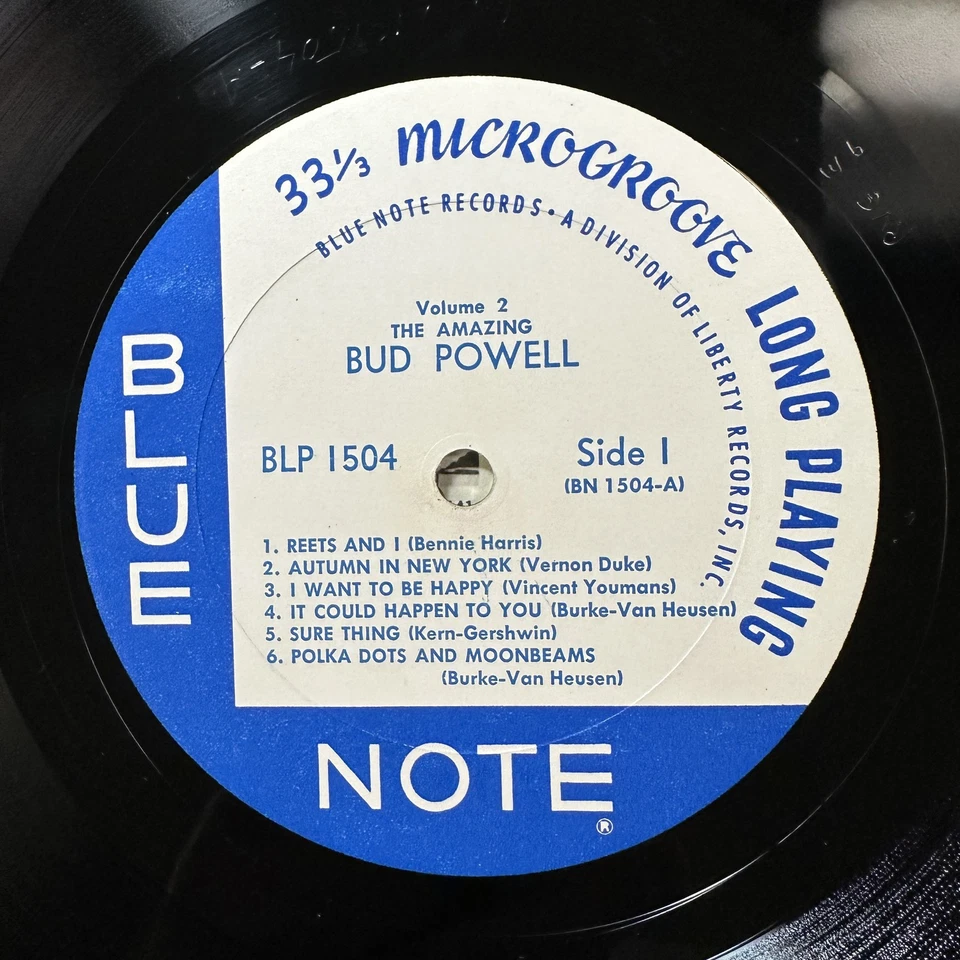 33⅓ MICROGROOVE LONG PLAYING
BLUE NOTE RECORDS • A DIVISION OF LIBERTY RECORDS, INC.
Volume 2
THE AMAZING
BUD POWELL
BLP 1504
Side 1
(BN 1504-A)
1. REETS AND I (Bennie Harris)
2. AUTUMN IN NEW YORK (Vernon Duke)
3. I WANT TO BE HAPPY (Vincent Youmans)
4. IT COULD HAPPEN TO YOU (Burke-Van Heusen)
5. SURE THING (Kern-Gershwin)
6. POLKA DOTS AND MOONBEAMS
(Burke-Van Heusen)
BLUE
NOTE
®